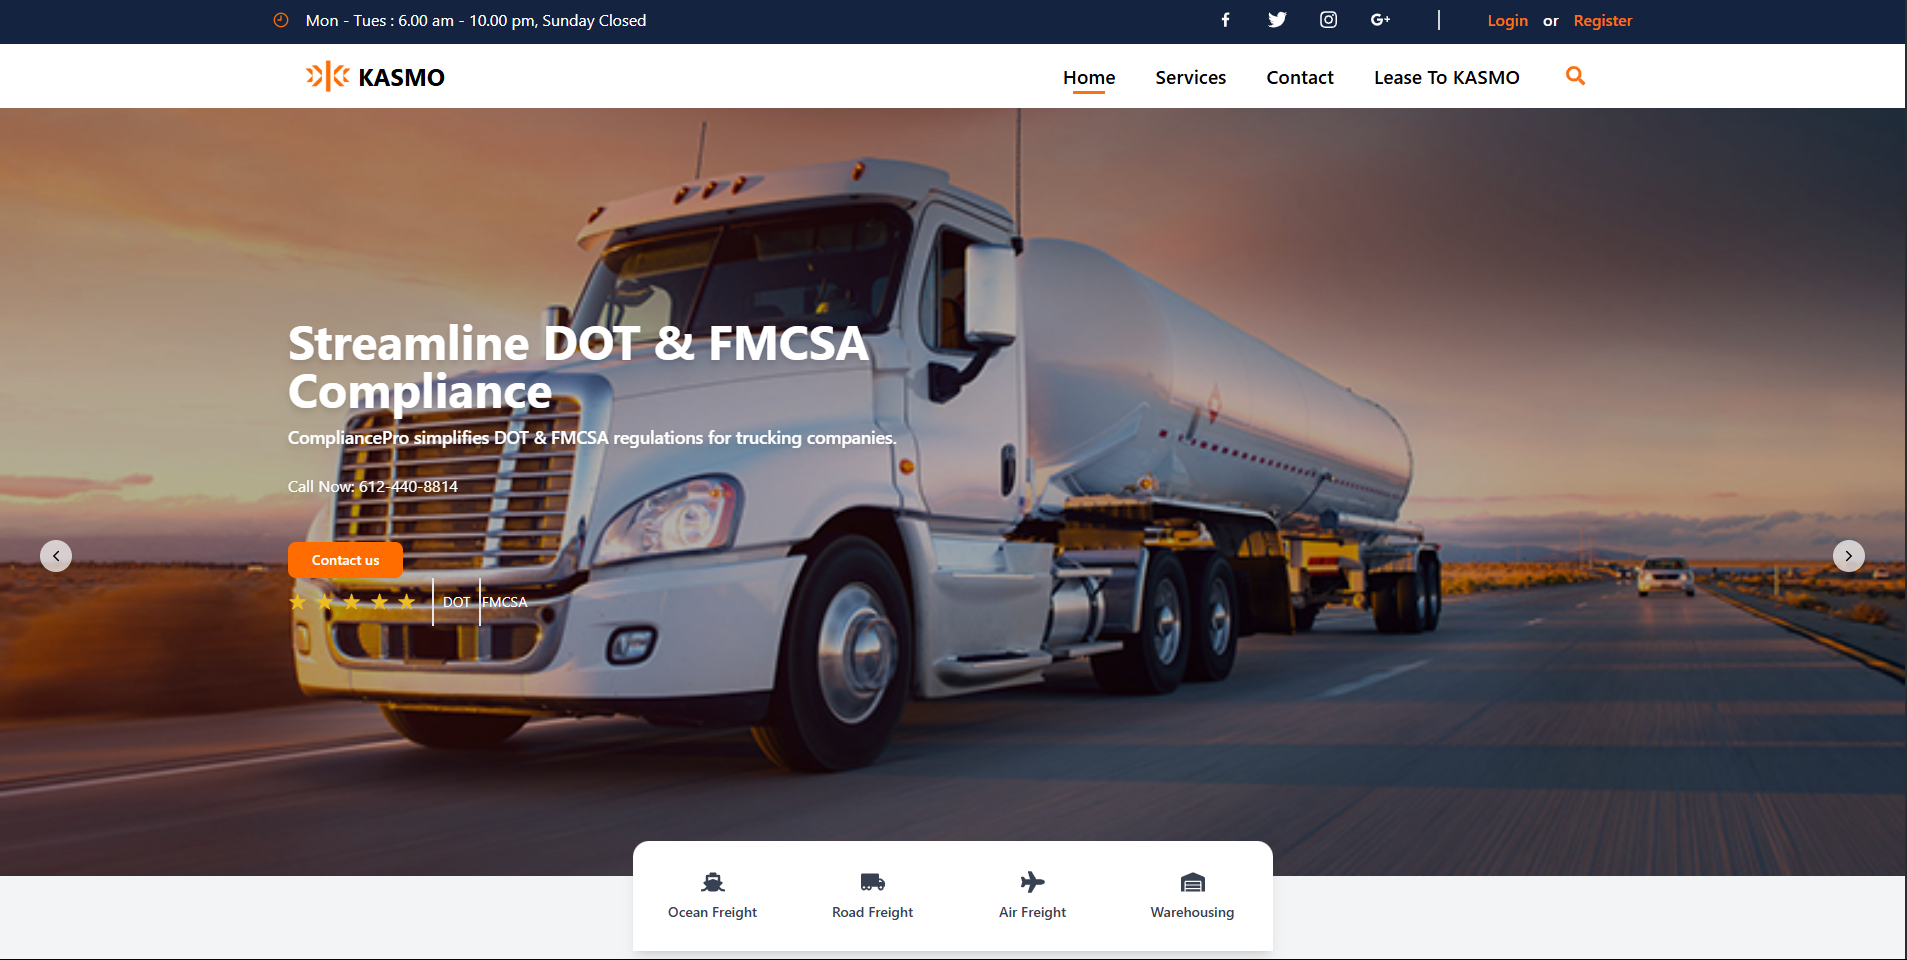 Mon - Tues : 6.00 am - 10.00 pm, Sunday Closed
Login or Register
KASMO
Home Services Contact Lease To KASMO
Streamline DOT & FMCSA
Compliance
CompliancePro simplifies DOT & FMCSA regulations for trucking companies.
Call Now: 612-440-8814
Contact us
DOT FMCSA
Ocean Freight Road Freight Air Freight Warehousing